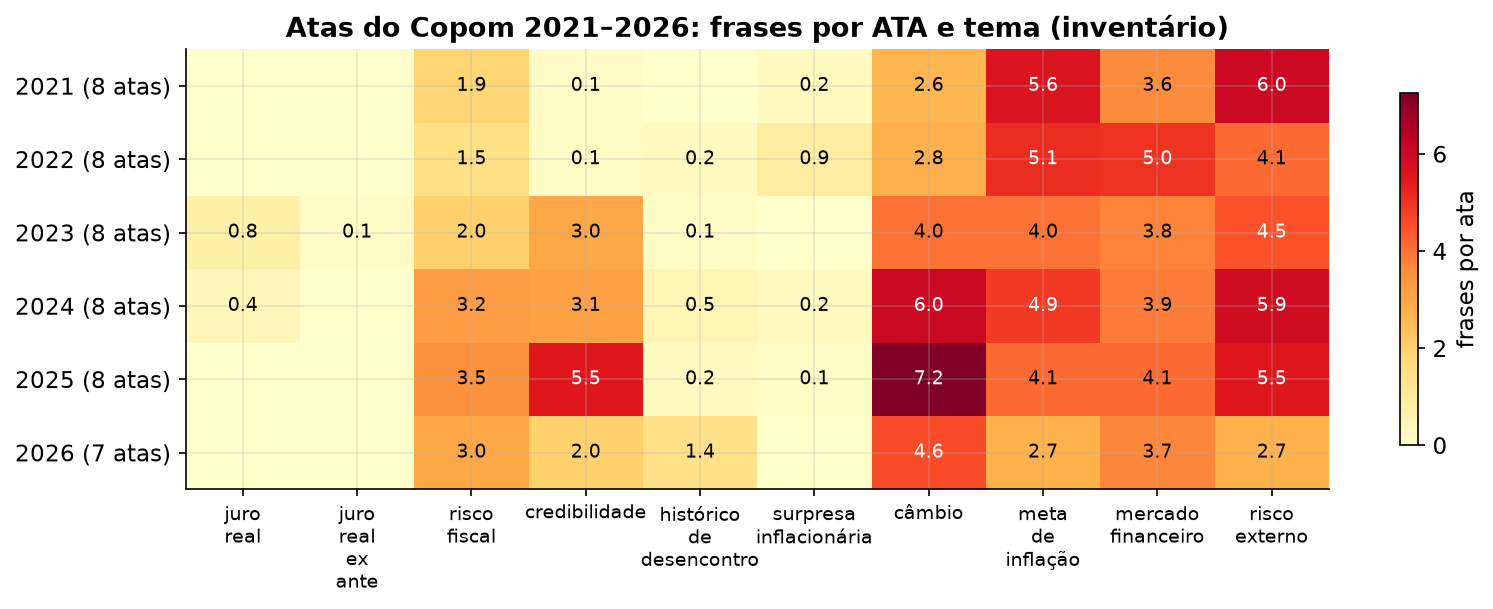 Atas do Copom 2021–2026: frases por ATA e tema (inventário)
2021 (8 atas) 1.9 0.1 0.2 2.6 5.6 3.6 6.0
2022 (8 atas) 1.5 0.1 0.2 0.9 2.8 5.1 5.0 4.1
2023 (8 atas) 0.8 0.1 2.0 3.0 0.1 4.0 4.0 3.8 4.5
2024 (8 atas) 0.4 3.2 3.1 0.5 0.2 6.0 4.9 3.9 5.9
2025 (8 atas) 3.5 5.5 0.2 0.1 7.2 4.1 4.1 5.5
2026 (7 atas) 3.0 2.0 1.4 4.6 2.7 3.7 2.7
juro
real
juro
real
ex
ante
risco
fiscal
credibilidade
histórico
de
desencontro
surpresa
inflacionária
câmbio
meta
de
inflação
mercado
financeiro
risco
externo
6
4
2
0
frases por ata